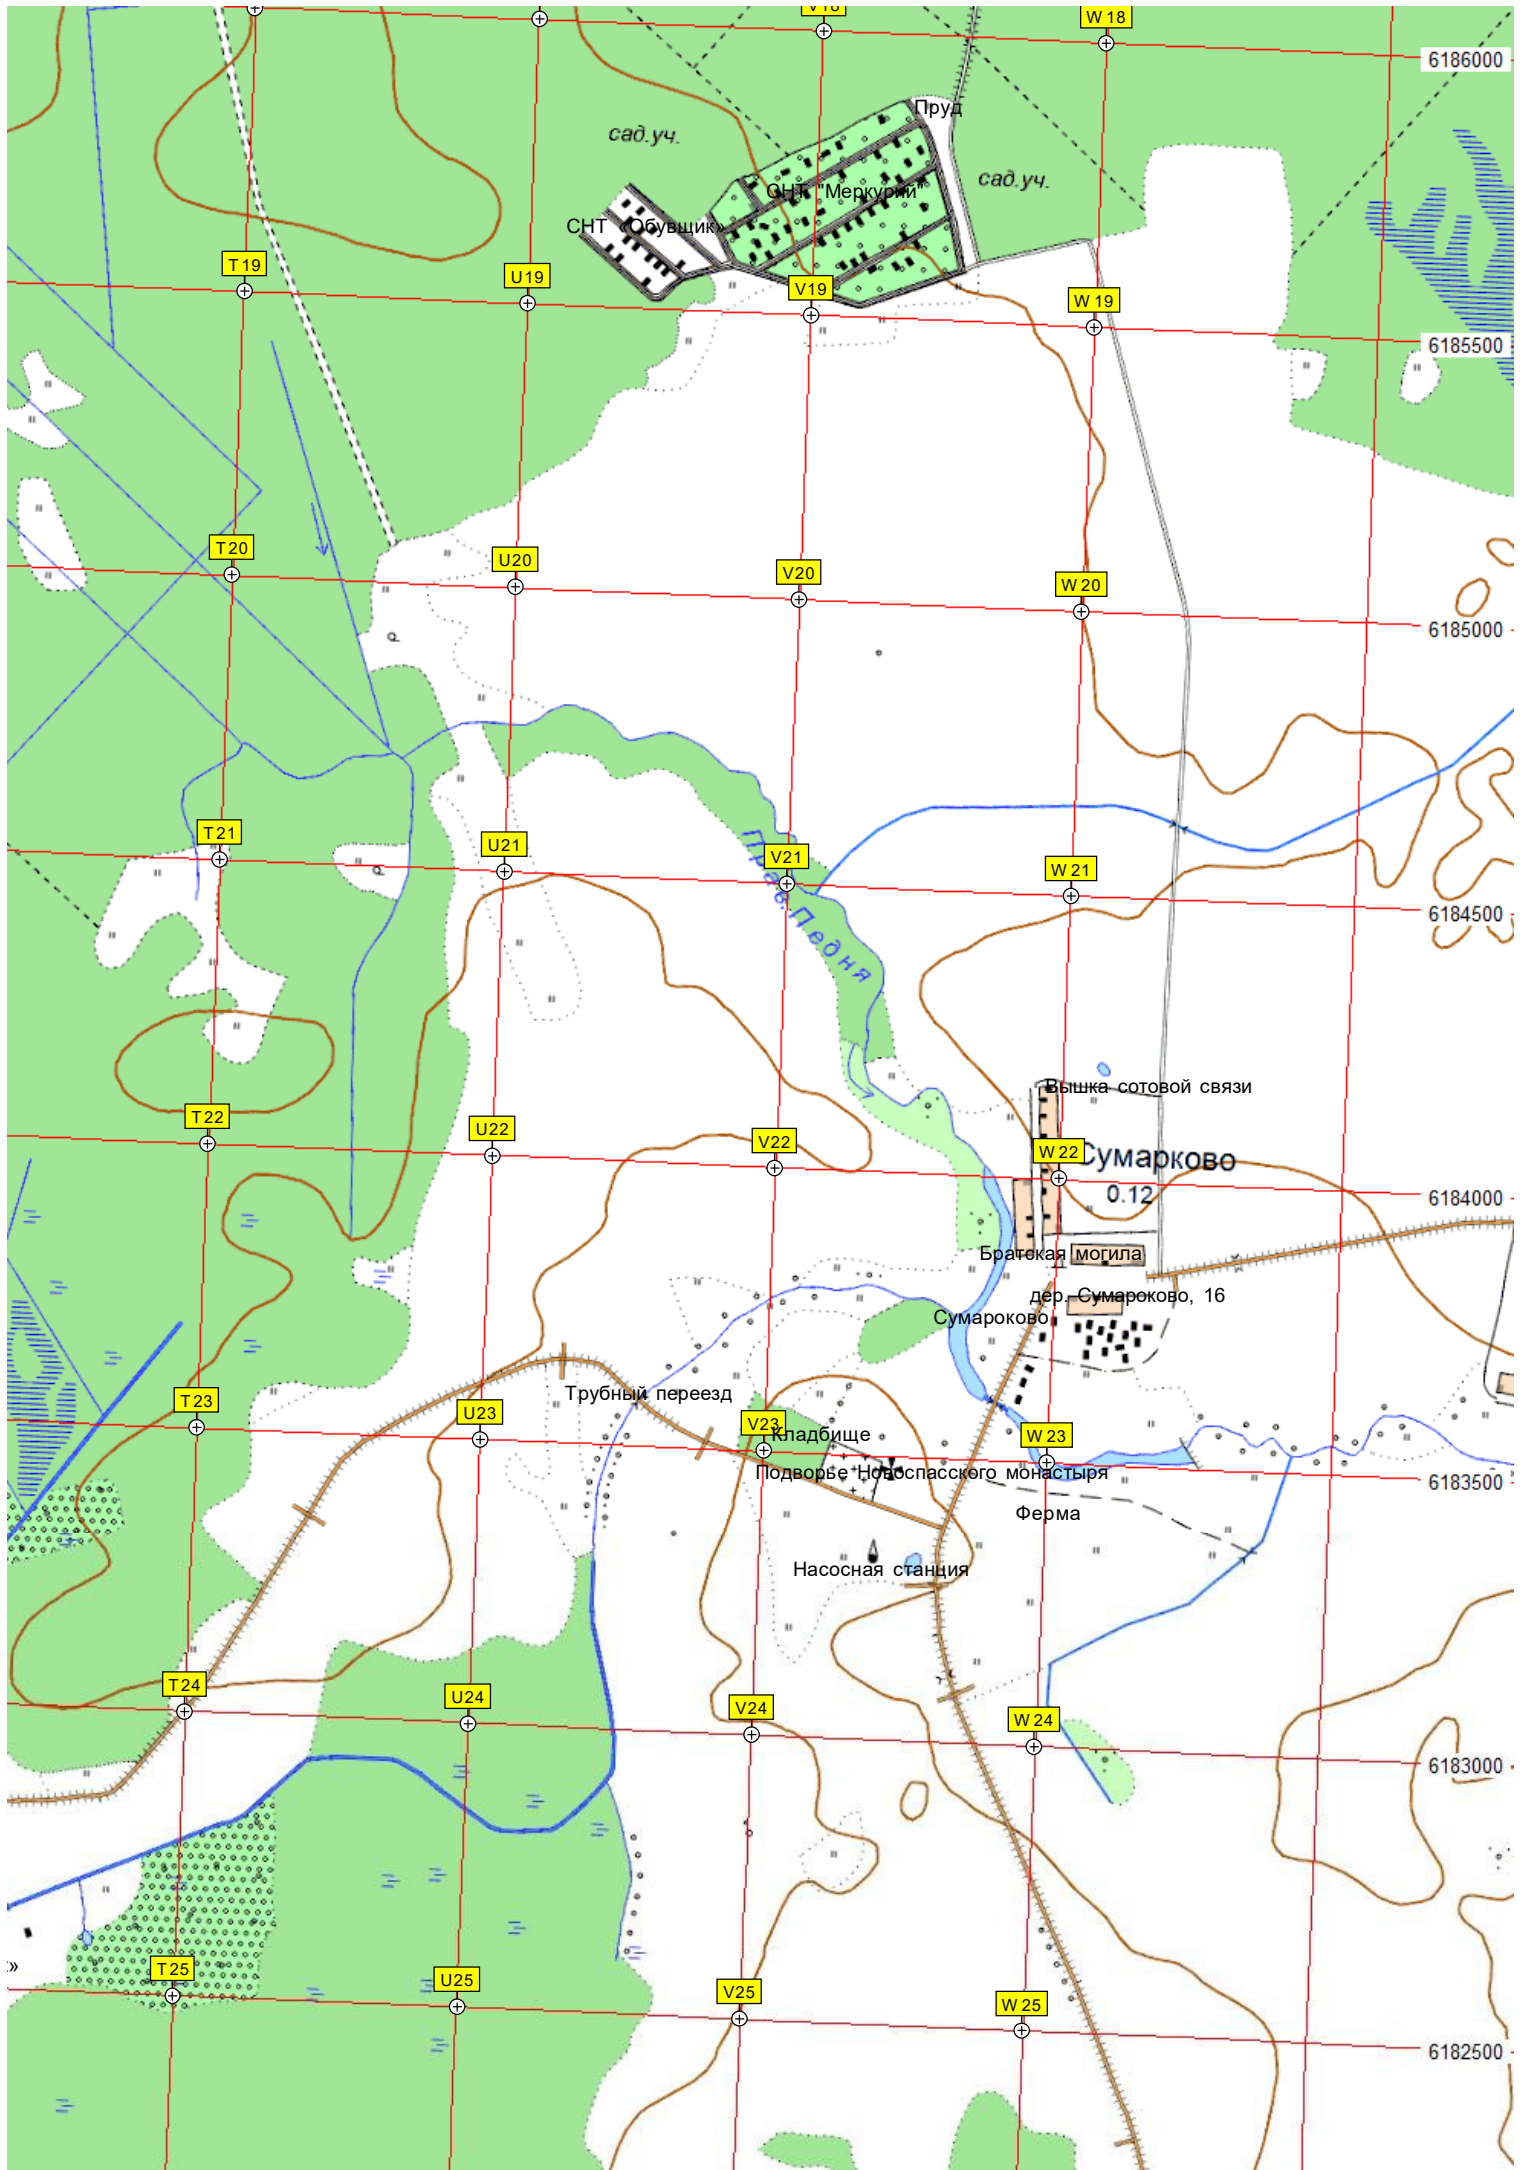 V18
W 18
6186000
Пруд
сад.уч.
сад.уч.
СНТ "Меркурий"
СНТ «Обувщик»
T19
U19
V19
W 19
6185500
T20
U20
V20
W 20
6185000
T21
U21
V21
W 21
6184500
Прав.Педня
Вышка сотовой связи
T22
U22
V22
W 22
Сумарково
0.12
6184000
Братская могила
дер. Сумароково, 16
Сумароково
Трубный переезд
T23
U23
V23
W 23
Кладбище
Подворье Новоспасского монастыря
6183500
Ферма
Насосная станция
T24
U24
V24
W 24
6183000
»
T25
U25
V25
W 25
6182500